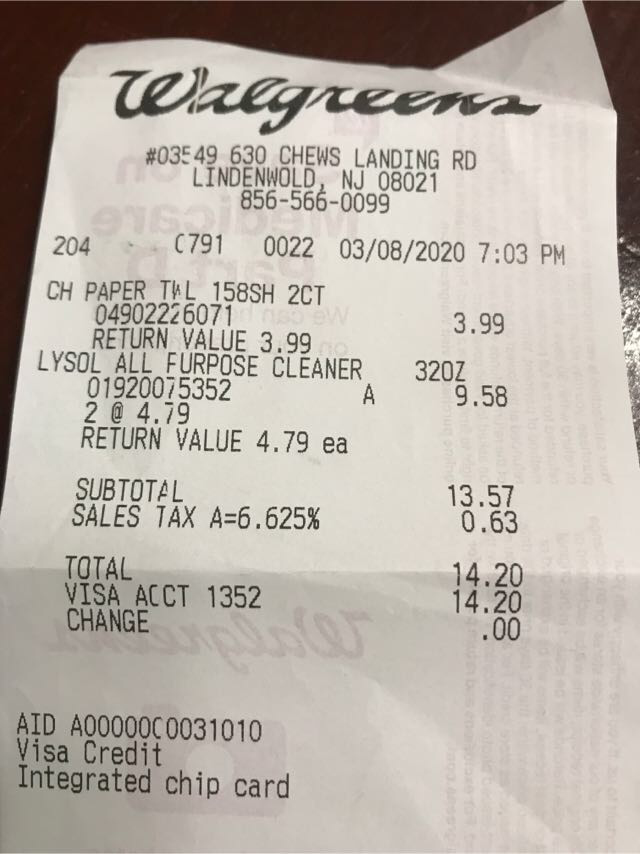 Walgreens
#03549 630 CHEWS LANDING RD
LINDENWOLD, NJ 08021
856-566-0099
204 C791 0022 03/08/2020 7:03 PM
CH PAPER TWL 158SH 2CT
04902226071 3.99
RETURN VALUE 3.99
LYSOL ALL PURPOSE CLEANER 32OZ
01920075352 A 9.58
2 @ 4.79
RETURN VALUE 4.79 ea
SUBTOTAL 13.57
SALES TAX A=6.625% 0.63
TOTAL 14.20
VISA ACCT 1352 14.20
CHANGE .00
AID A0000000031010
Visa Credit
Integrated chip card